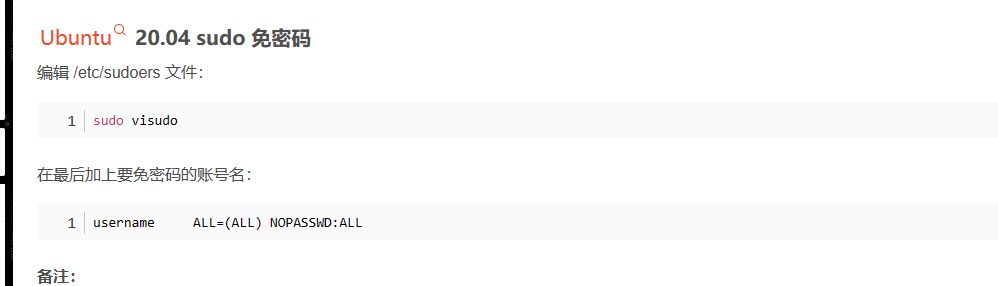 Ubuntu 20.04 sudo 免密码
编辑 /etc/sudoers 文件：
1 sudo visudo
在最后加上要免密码的账号名：
1 username     ALL=(ALL) NOPASSWD:ALL
备注：